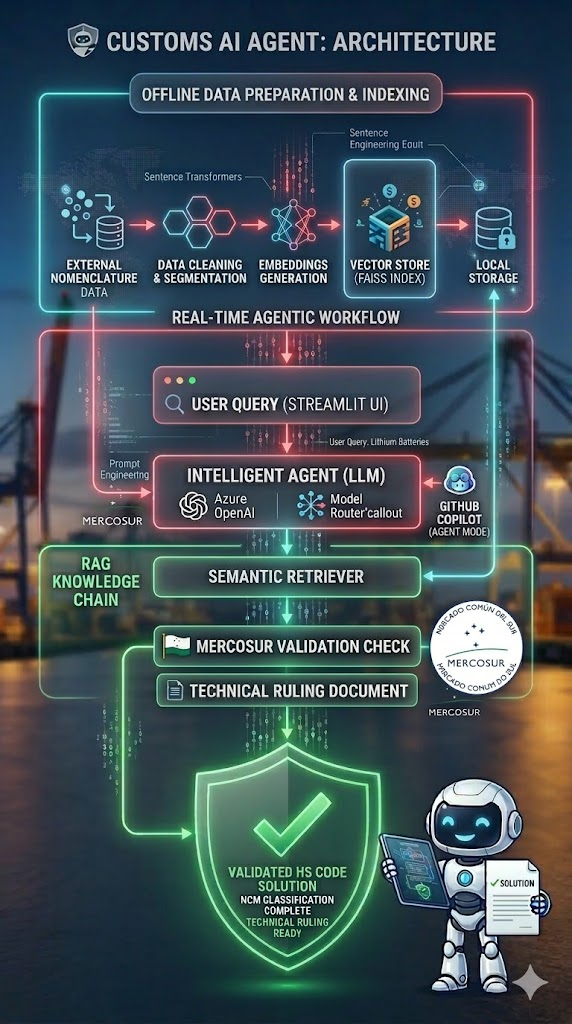 CUSTOMS AI AGENT: ARCHITECTURE
OFFLINE DATA PREPARATION & INDEXING
Sentence
Engineering Eault
Sentence Transformers
EXTERNAL
NOMENCLATURE
DATA
DATA CLEANING
& SEGMENTATION
EMBEDDINGS
GENERATION
VECTOR STORE
(FAISS INDEX)
LOCAL
STORAGE
REAL-TIME AGENTIC WORKFLOW
USER QUERY (STREAMLIT UI)
User Query. Lithium Batteries
Prompt
Engineering
MERCOSUR
INTELLIGENT AGENT (LLM)
Azure
OpenAI
Model
Router'callout
GITHUB
COPILOT
(AGENT MODE)
RAG
KNOWLEDGE
CHAIN
SEMANTIC RETRIEVER
MERCOSUR VALIDATION CHECK
MERCOSUR
TECHNICAL RULING DOCUMENT
MERCOSUR
VALIDATED HS CODE
SOLUTION
NCM CLASSIFICATION
COMPLETE
TECHNICAL RULING
READY
SOLUTION